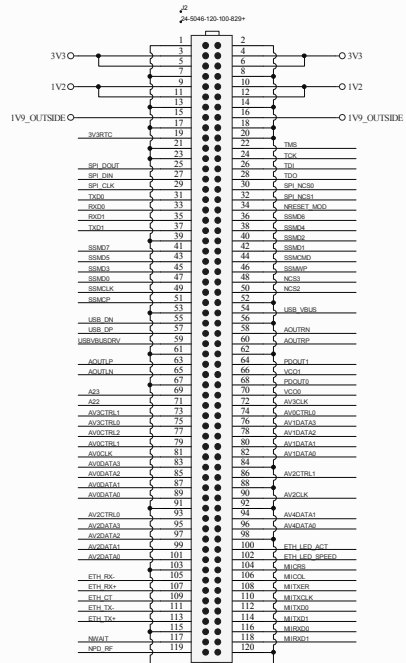 J2
24-5046-120-100-829+
1 2
3V3 3 4 3V3
5 6
7 8
1V2 9 10 1V2
11 12
13 14
1V9_OUTSIDE 15 16 1V9_OUTSIDE
17 18
3V3RTC 19 20
21 22 TMS
23 24 TCK
SPI_DOUT 25 26 TDI
SPI_DIN 27 28 TDO
SPI_CLK 29 30 SPI_NCS0
TXD0 31 32 SPI_NCS1
RXD0 33 34 NRESET_MOD
RXD1 35 36 SSMD6
TXD1 37 38 SSMD4
39 40 SSMD2
SSMD7 41 42 SSMD1
SSMD5 43 44 SSMCMD
SSMD3 45 46 SSMWP
SSMD0 47 48 NCS3
SSMCLK 49 50 NCS2
SSMCP 51 52
53 54 USB_VBUS
USB_DN 55 56
USB_DP 57 58 AOUTRN
USBVBUSDRV 59 60 AOUTRP
61 62
AOUTLP 63 64 PDOUT1
AOUTLN 65 66 VCO1
67 68 PDOUT0
A23 69 70 VCO0
A22 71 72 AV3CLK
AV3CTRL1 73 74 AV0CTRL0
AV3CTRL0 75 76 AV1DATA3
AV0CTRL2 77 78 AV1DATA2
AV0CTRL1 79 80 AV1DATA1
AV0CLK 81 82 AV1DATA0
AV0DATA3 83 84
AV0DATA2 85 86 AV2CTRL1
AV0DATA1 87 88
AV0DATA0 89 90 AV2CLK
91 92
AV2CTRL0 93 94 AV4DATA1
AV2DATA3 95 96 AV4DATA0
AV2DATA2 97 98
AV2DATA1 99 100 ETH_LED_ACT
AV2DATA0 101 102 ETH_LED_SPEED
103 104 MIICRS
ETH_RX- 105 106 MIICOL
ETH_RX+ 107 108 MIITXER
ETH_CT 109 110 MIITXCLK
ETH_TX- 111 112 MIITXD0
ETH_TX+ 113 114 MIITXD1
115 116 MIIRXD0
NWAIT 117 118 MIIRXD1
NPD_RF 119 120